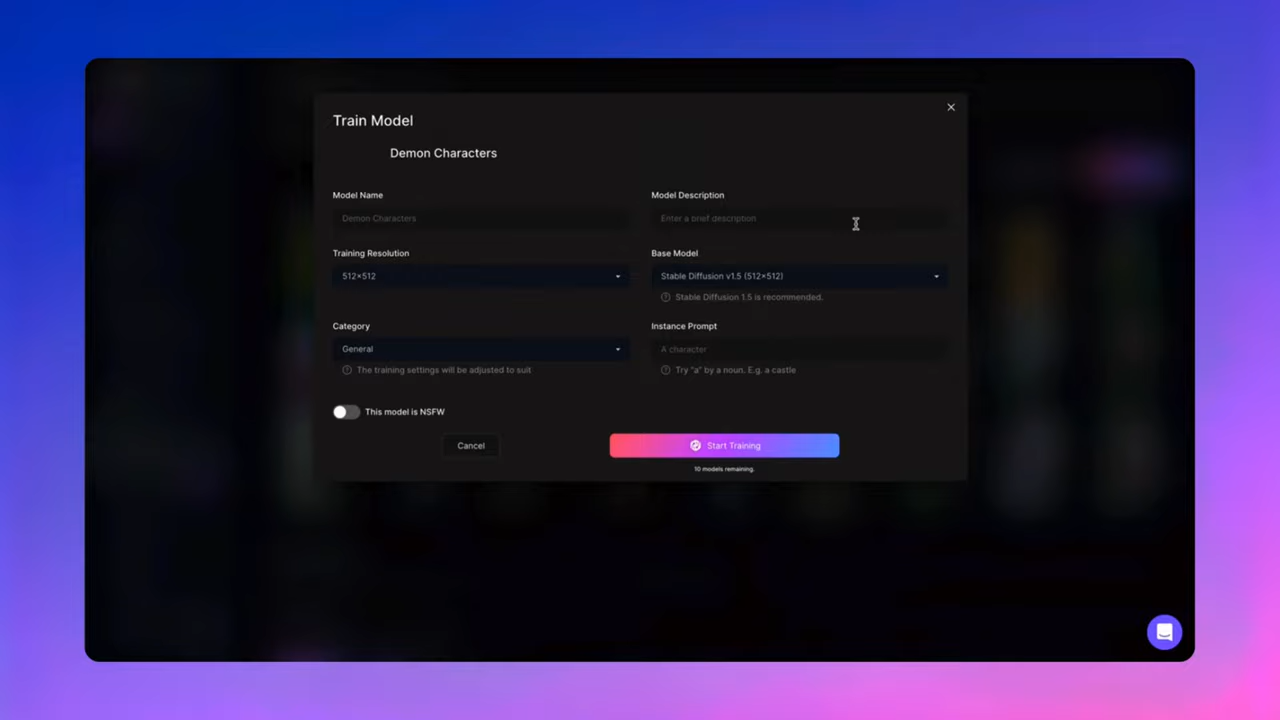 Train Model
Demon Characters
Model Name
Model Description
Demon Characters
Enter a brief description
Training Resolution
Base Model
512×512
Stable Diffusion v1.5 (512×512)
Stable Diffusion 1.5 is recommended.
Category
Instance Prompt
General
A character
The training settings will be adjusted to suit
Try "a" by a noun. E.g. a castle
This model is NSFW
Cancel
Start Training
10 models remaining.